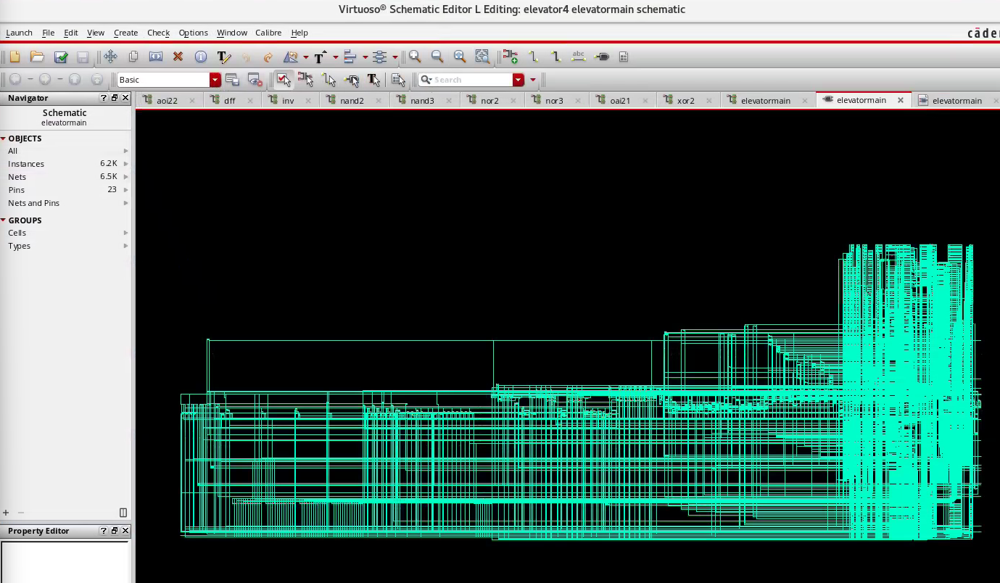 Virtuoso® Schematic Editor L Editing: elevator4 elevatormain schematic
Launch File Edit View Create Check Options Window Calibre Help
cāde
abc
Basic
Search
Navigator
aoi22 dff inv nand2 nand3 nor2 nor3 oai21 xor2 elevatormain elevatormain elevatormain
Schematic
elevatormain
OBJECTS
All
Instances 6.2K
Nets 6.5K
Pins 23
Nets and Pins
GROUPS
Cells
Types
Property Editor